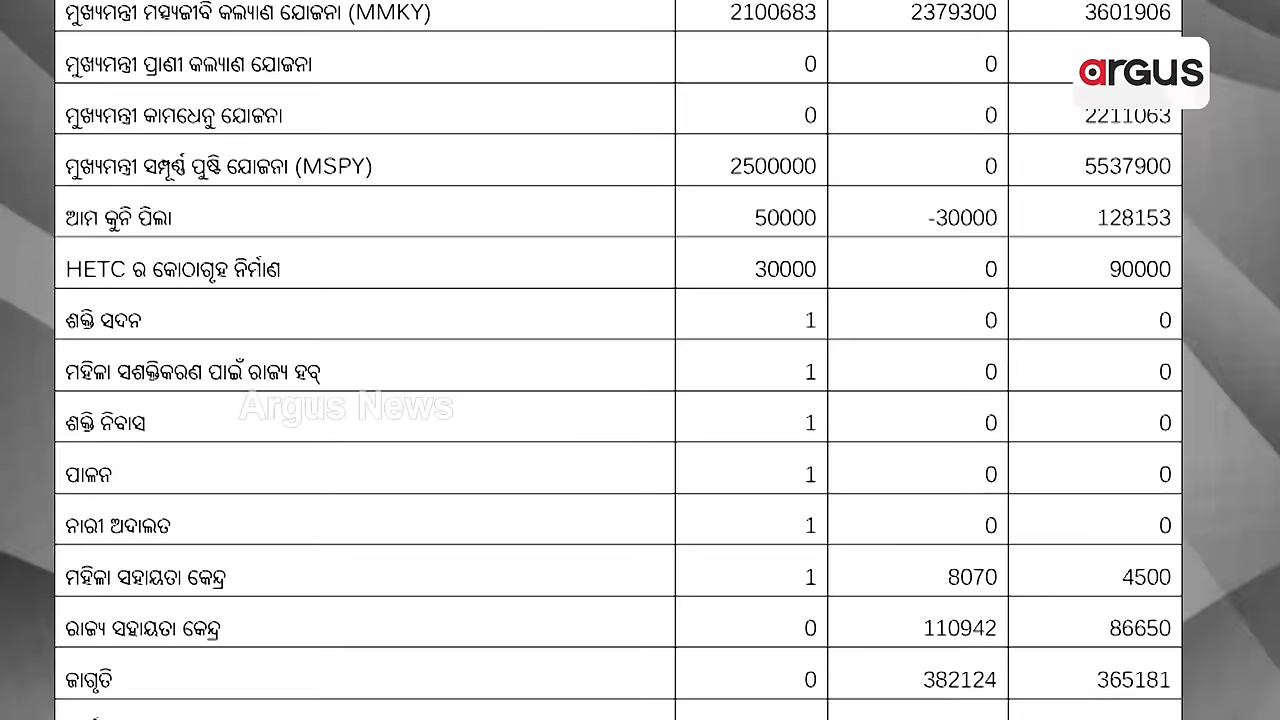 ମୁଖ୍ୟମନ୍ତ୍ରୀ ମତ୍ସ୍ୟଜୀବି କଲ୍ୟାଣ ଯୋଜନା (MMKY) 2100683 2379300 3601906
ମୁଖ୍ୟମନ୍ତ୍ରୀ ପ୍ରାଣୀ କଲ୍ୟାଣ ଯୋଜନା 0 0
argus
ମୁଖ୍ୟମନ୍ତ୍ରୀ କାମଧେନୁ ଯୋଜନା 0 0 2211063
ମୁଖ୍ୟମନ୍ତ୍ରୀ ସମ୍ପୂର୍ଣ୍ଣ ପୁଷ୍ଟି ଯୋଜନା (MSPY) 2500000 0 5537900
ଆମ କୁନି ପିଲା 50000 -30000 128153
HETC ର କୋଠାଗୃହ ନିର୍ମାଣ 30000 0 90000
ଶକ୍ତି ସଦନ 1 0 0
ମହିଳା ସଶକ୍ତିକରଣ ପାଇଁ ରାଜ୍ୟ ହବ୍ 1 0 0
Argus News
ଶକ୍ତି ନିବାସ 1 0 0
ପାଳନ 1 0 0
ନାରୀ ଅଦାଲତ 1 0 0
ମହିଳା ସହାୟତା କେନ୍ଦ୍ର 1 8070 4500
ରାଜ୍ୟ ସହାୟତା କେନ୍ଦ୍ର 0 110942 86650
ଜାଗୃତି 0 382124 365181